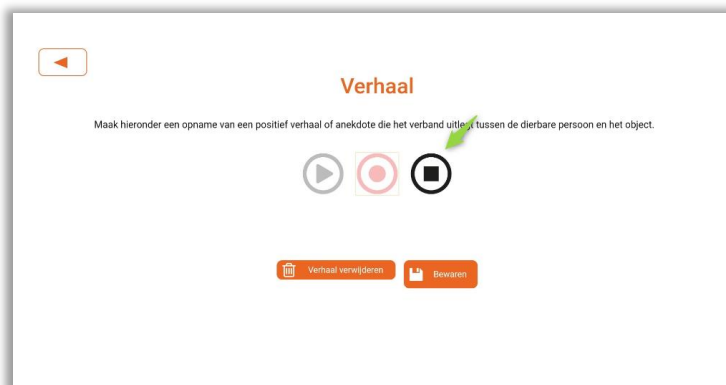 Verhaal
Maak hieronder een opname van een positief verhaal of anekdote die het verband uitlegt tussen de dierbare persoon en het object.
Verhaal verwijderen
Bewaren